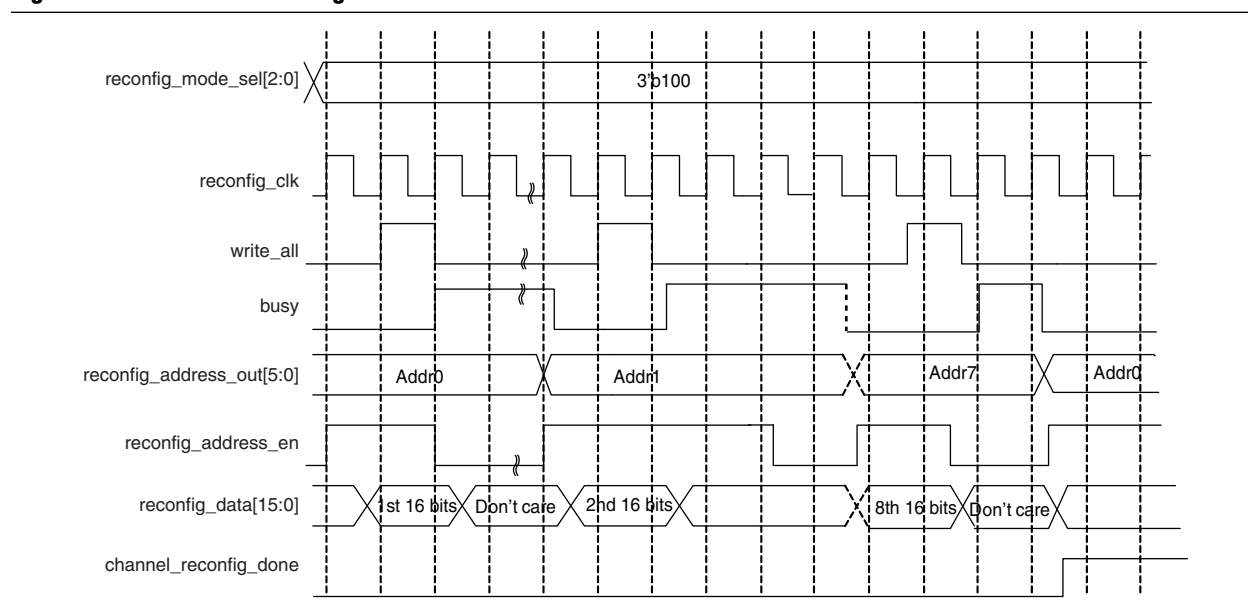 reconfig_mode_sel[2:0] 3'b100
reconfig_clk
write_all
busy
reconfig_address_out[5:0] Addr0 Addr1 Addr7 Addr0
reconfig_address_en
reconfig_data[15:0] 1st 16 bits Don't care 2nd 16 bits 8th 16 bits Don't care
channel_reconfig_done